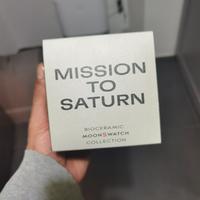 MISSION
TO
SATURN
BIOCERAMIC
MOONSWATCH
COLLECTION